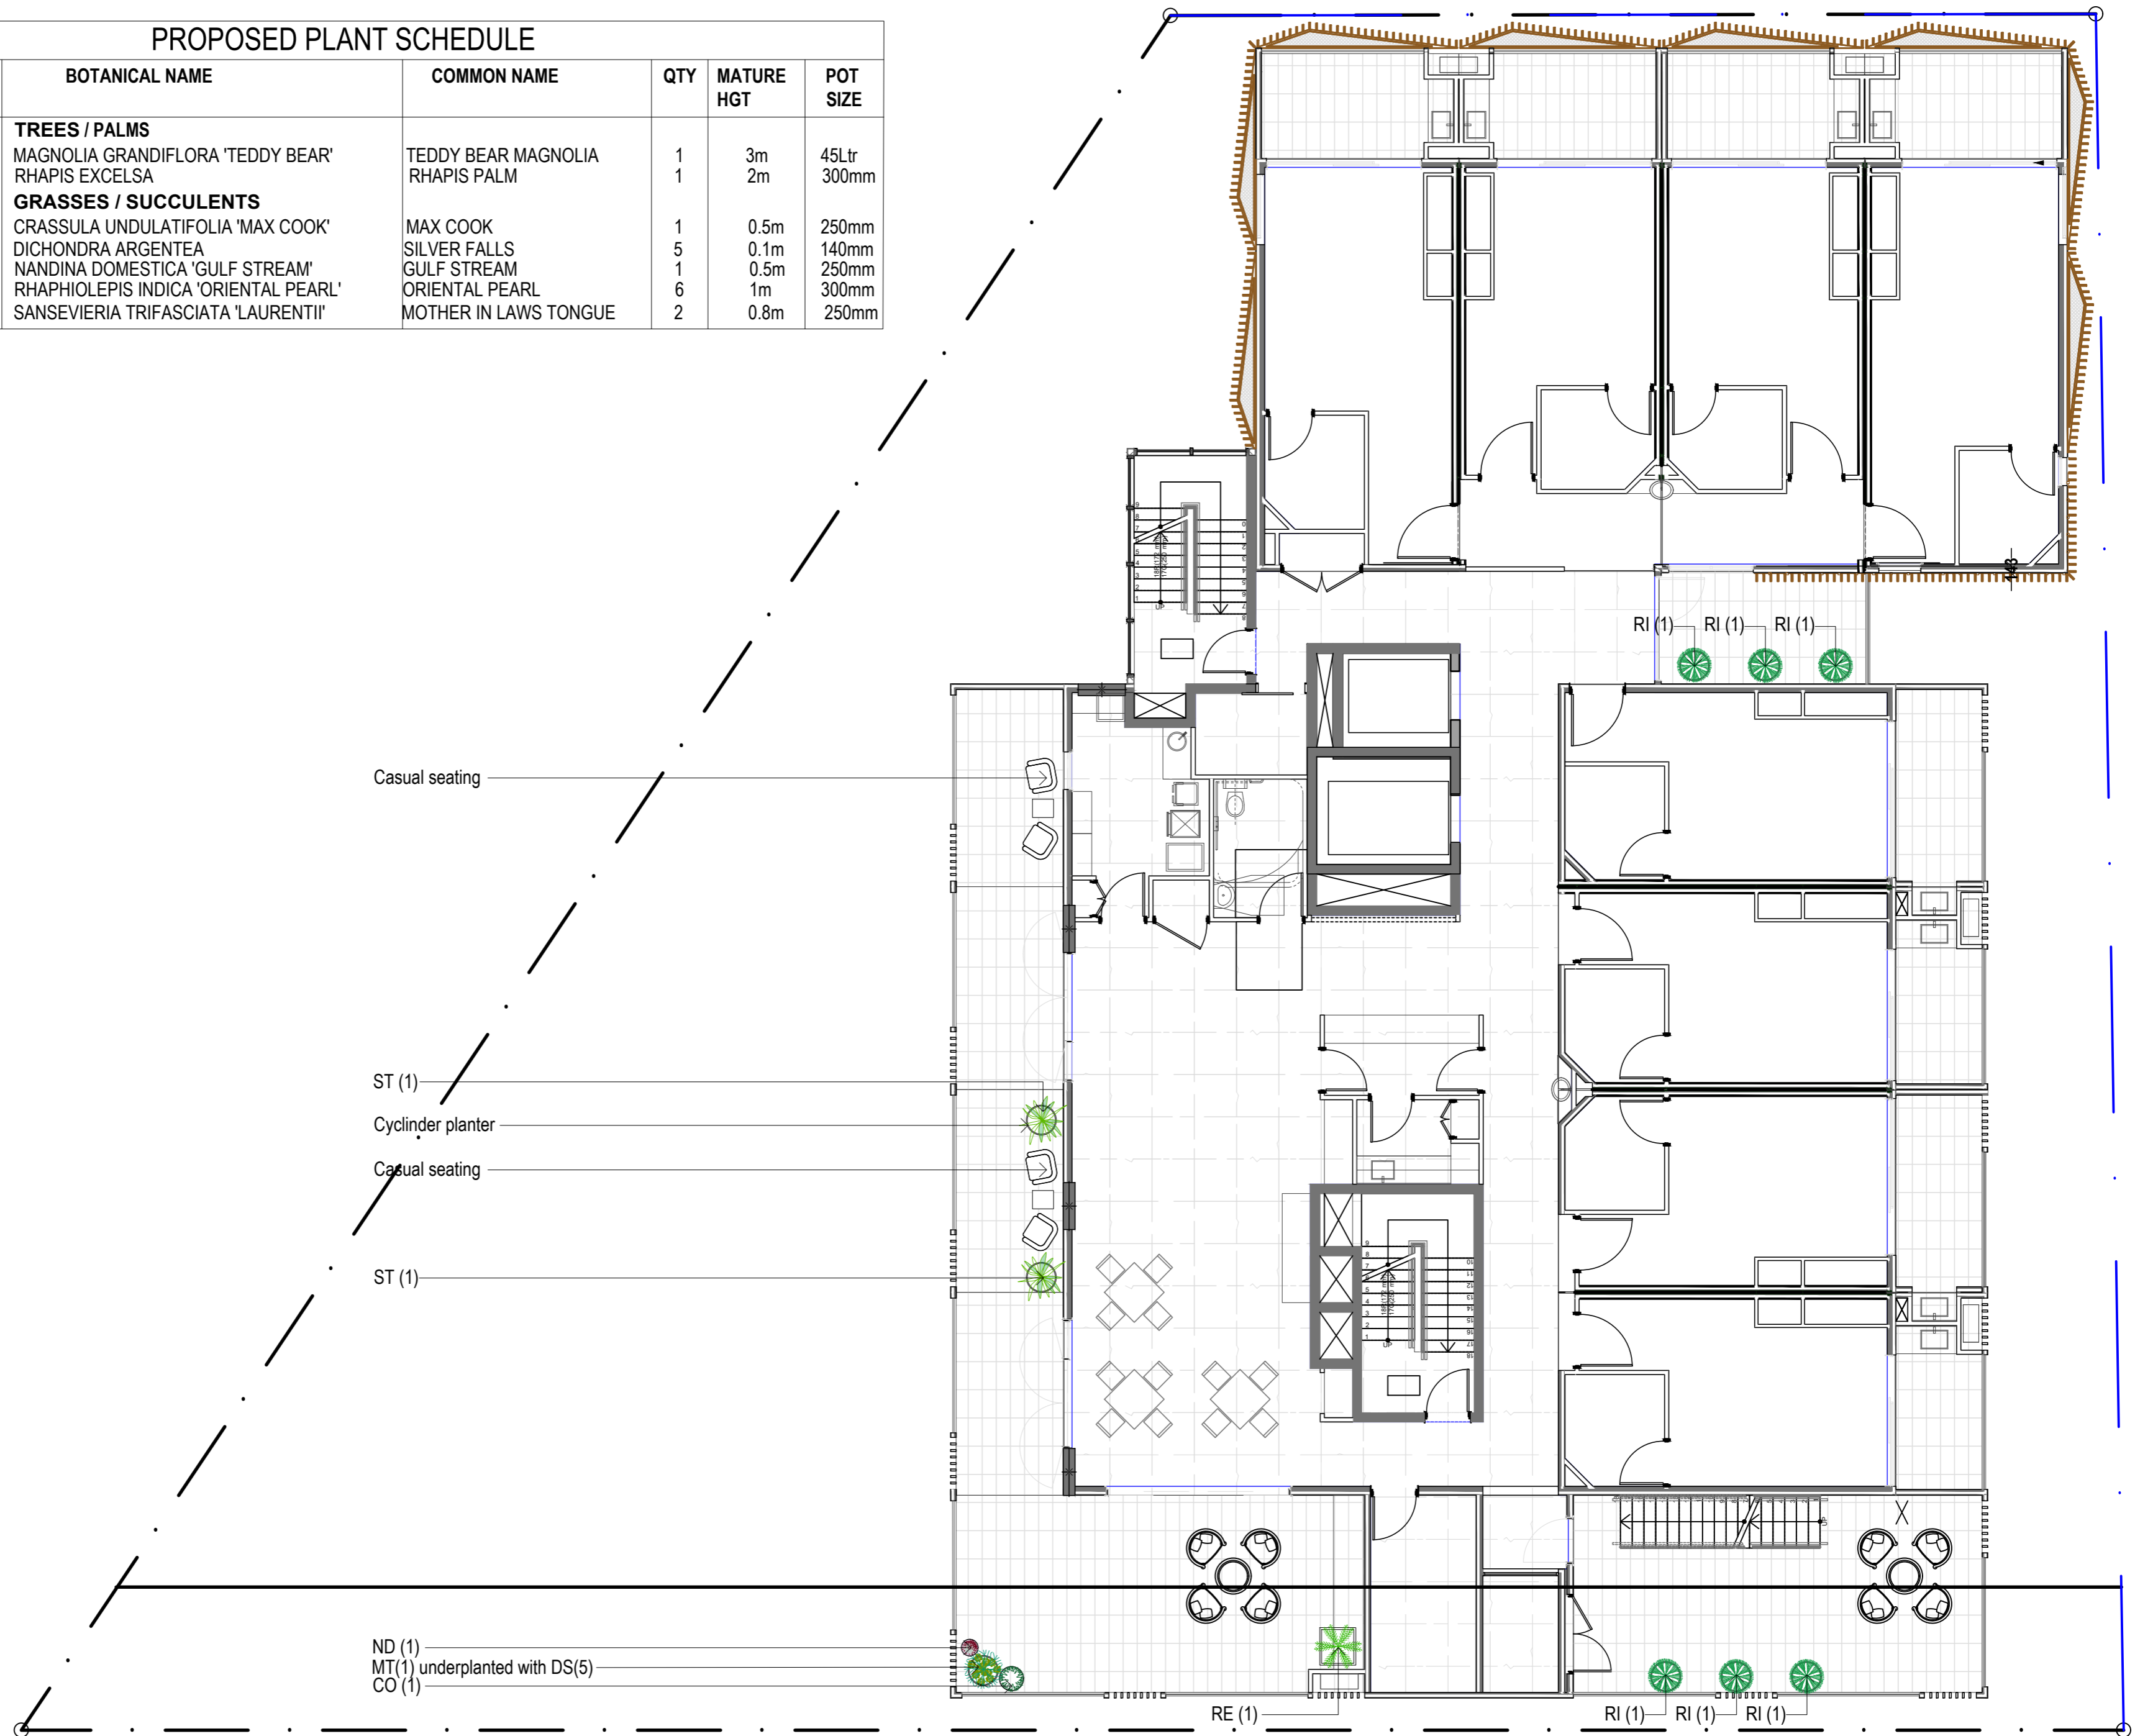 PROPOSED PLANT SCHEDULE
BOTANICAL NAME COMMON NAME QTY MATURE HGT POT SIZE
TREES / PALMS
MAGNOLIA GRANDIFLORA 'TEDDY BEAR' TEDDY BEAR MAGNOLIA 1 3m 45Ltr
RHAPIS EXCELSA RHAPIS PALM 1 2m 300mm
GRASSES / SUCCULENTS
CRASSULA UNDULATIFOLIA 'MAX COOK' MAX COOK 1 0.5m 250mm
DICHONDRA ARGENTEA SILVER FALLS 5 0.1m 140mm
NANDINA DOMESTICA 'GULF STREAM' GULF STREAM 1 0.5m 250mm
RHAPHIOLEPIS INDICA 'ORIENTAL PEARL' ORIENTAL PEARL 6 1m 300mm
SANSEVIERIA TRIFASCIATA 'LAURENTII' MOTHER IN LAWS TONGUE 2 0.8m 250mm
143
UP
RI (1) RI (1) RI (1)
Casual seating
ST (1)
Cyclinder planter
Casual seating
ST (1)
UP
UP
ND (1)
MT(1) underplanted with DS(5)
CO (1)
RE (1)
RI (1) RI (1) RI (1)